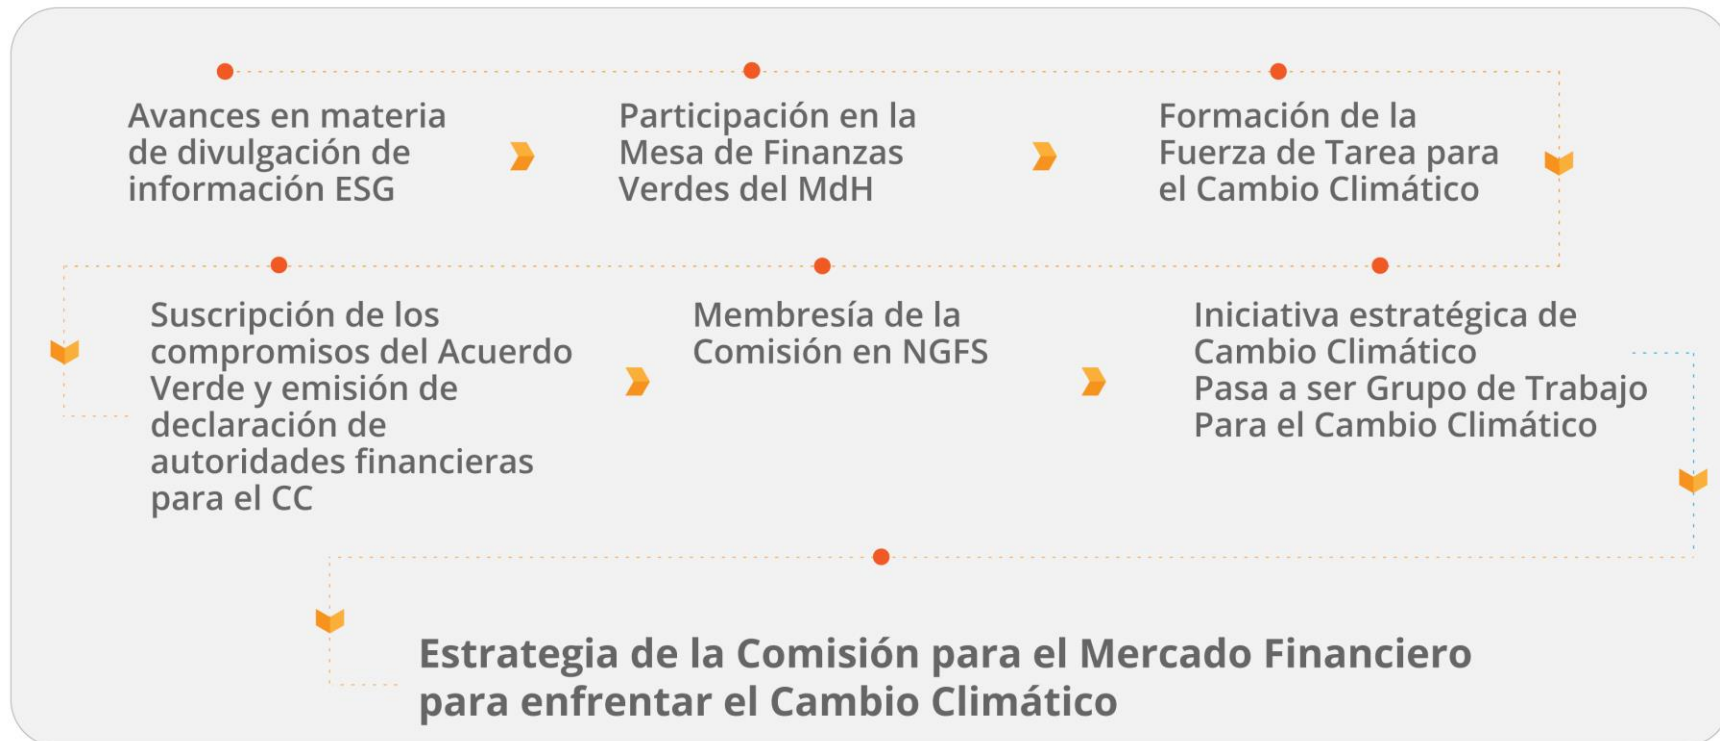 Avances en materia
de divulgación de
información ESG
Participación en la
Mesa de Finanzas
Verdes del MdH
Formación de la
Fuerza de Tarea para
el Cambio Climático
Suscripción de los
compromisos del Acuerdo
Verde y emisión de
declaración de
autoridades financieras
para el CC
Membresía de la
Comisión en NGFS
Iniciativa estratégica de
Cambio Climático
Pasa a ser Grupo de Trabajo
Para el Cambio Climático
Estrategia de la Comisión para el Mercado Financiero
para enfrentar el Cambio Climático